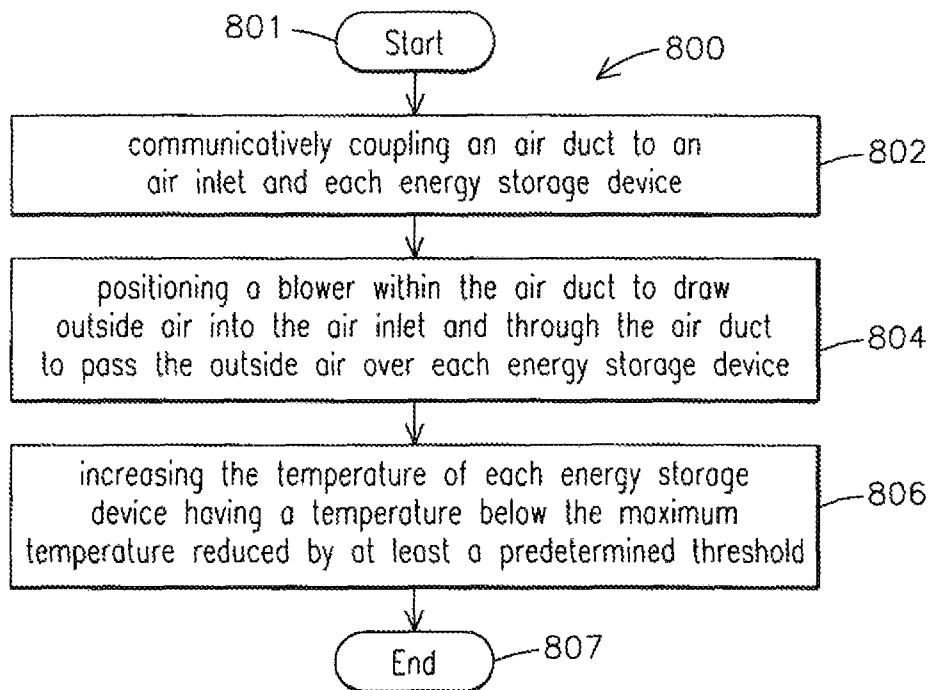 801
Start
800
communicatively coupling an air duct to an
air inlet and each energy storage device
802
positioning a blower within the air duct to draw
outside air into the air inlet and through the air duct
to pass the outside air over each energy storage device
804
increasing the temperature of each energy storage
device having a temperature below the maximum
temperature reduced by at least a predetermined threshold
806
End
807